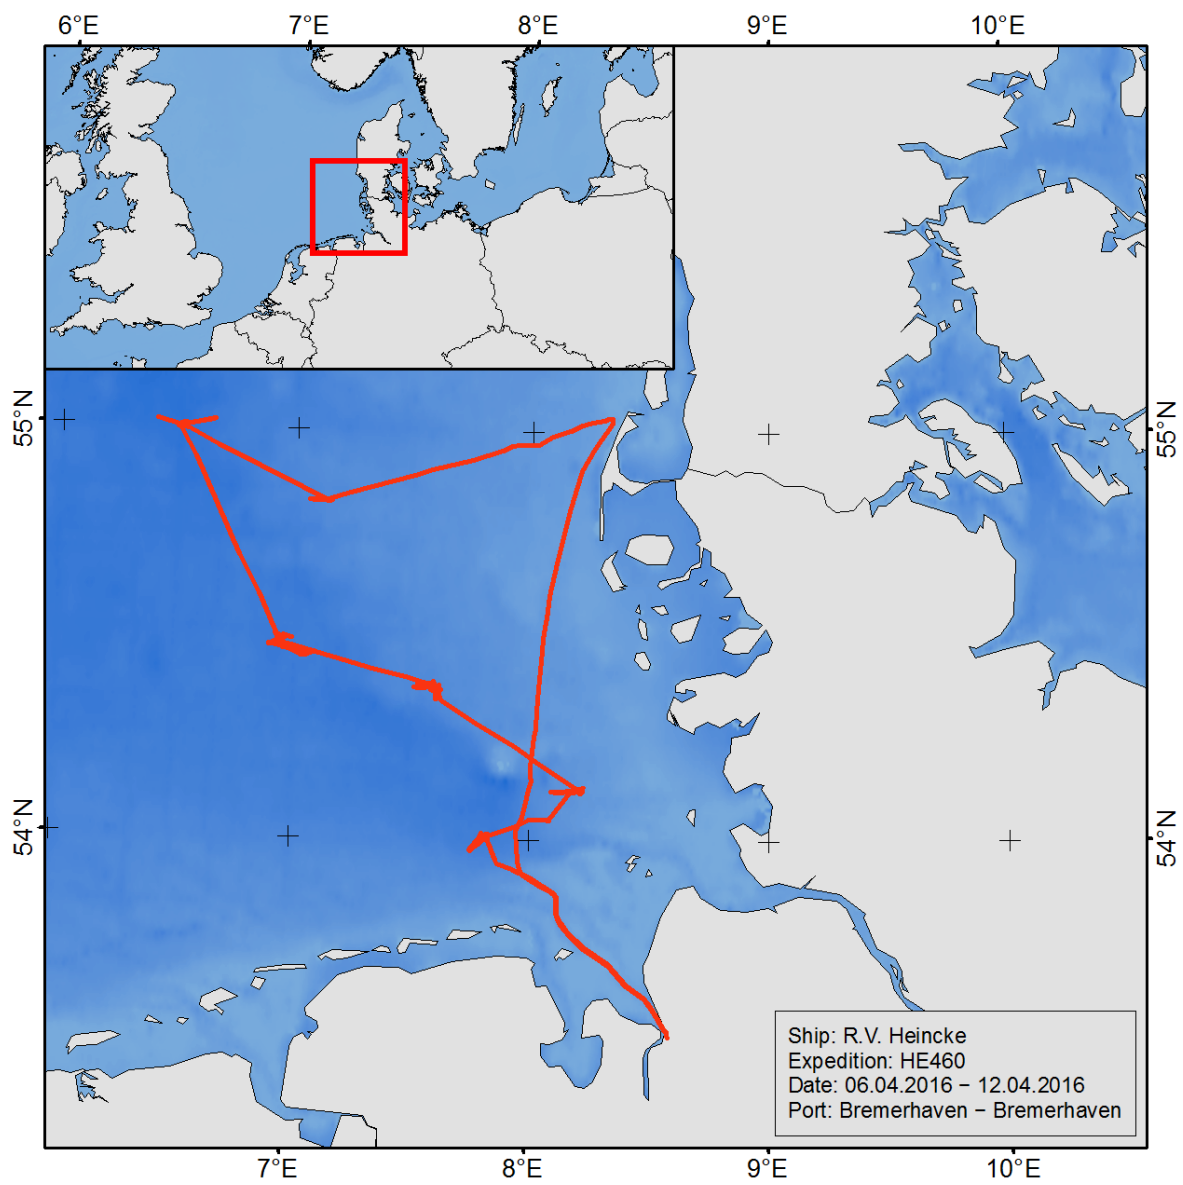 6°E 7°E 8°E 9°E 10°E
55°N 55°N
54°N 54°N
Ship: R.V. Heincke
Expedition: HE460
Date: 06.04.2016 – 12.04.2016
Port: Bremerhaven – Bremerhaven
7°E 8°E 9°E 10°E